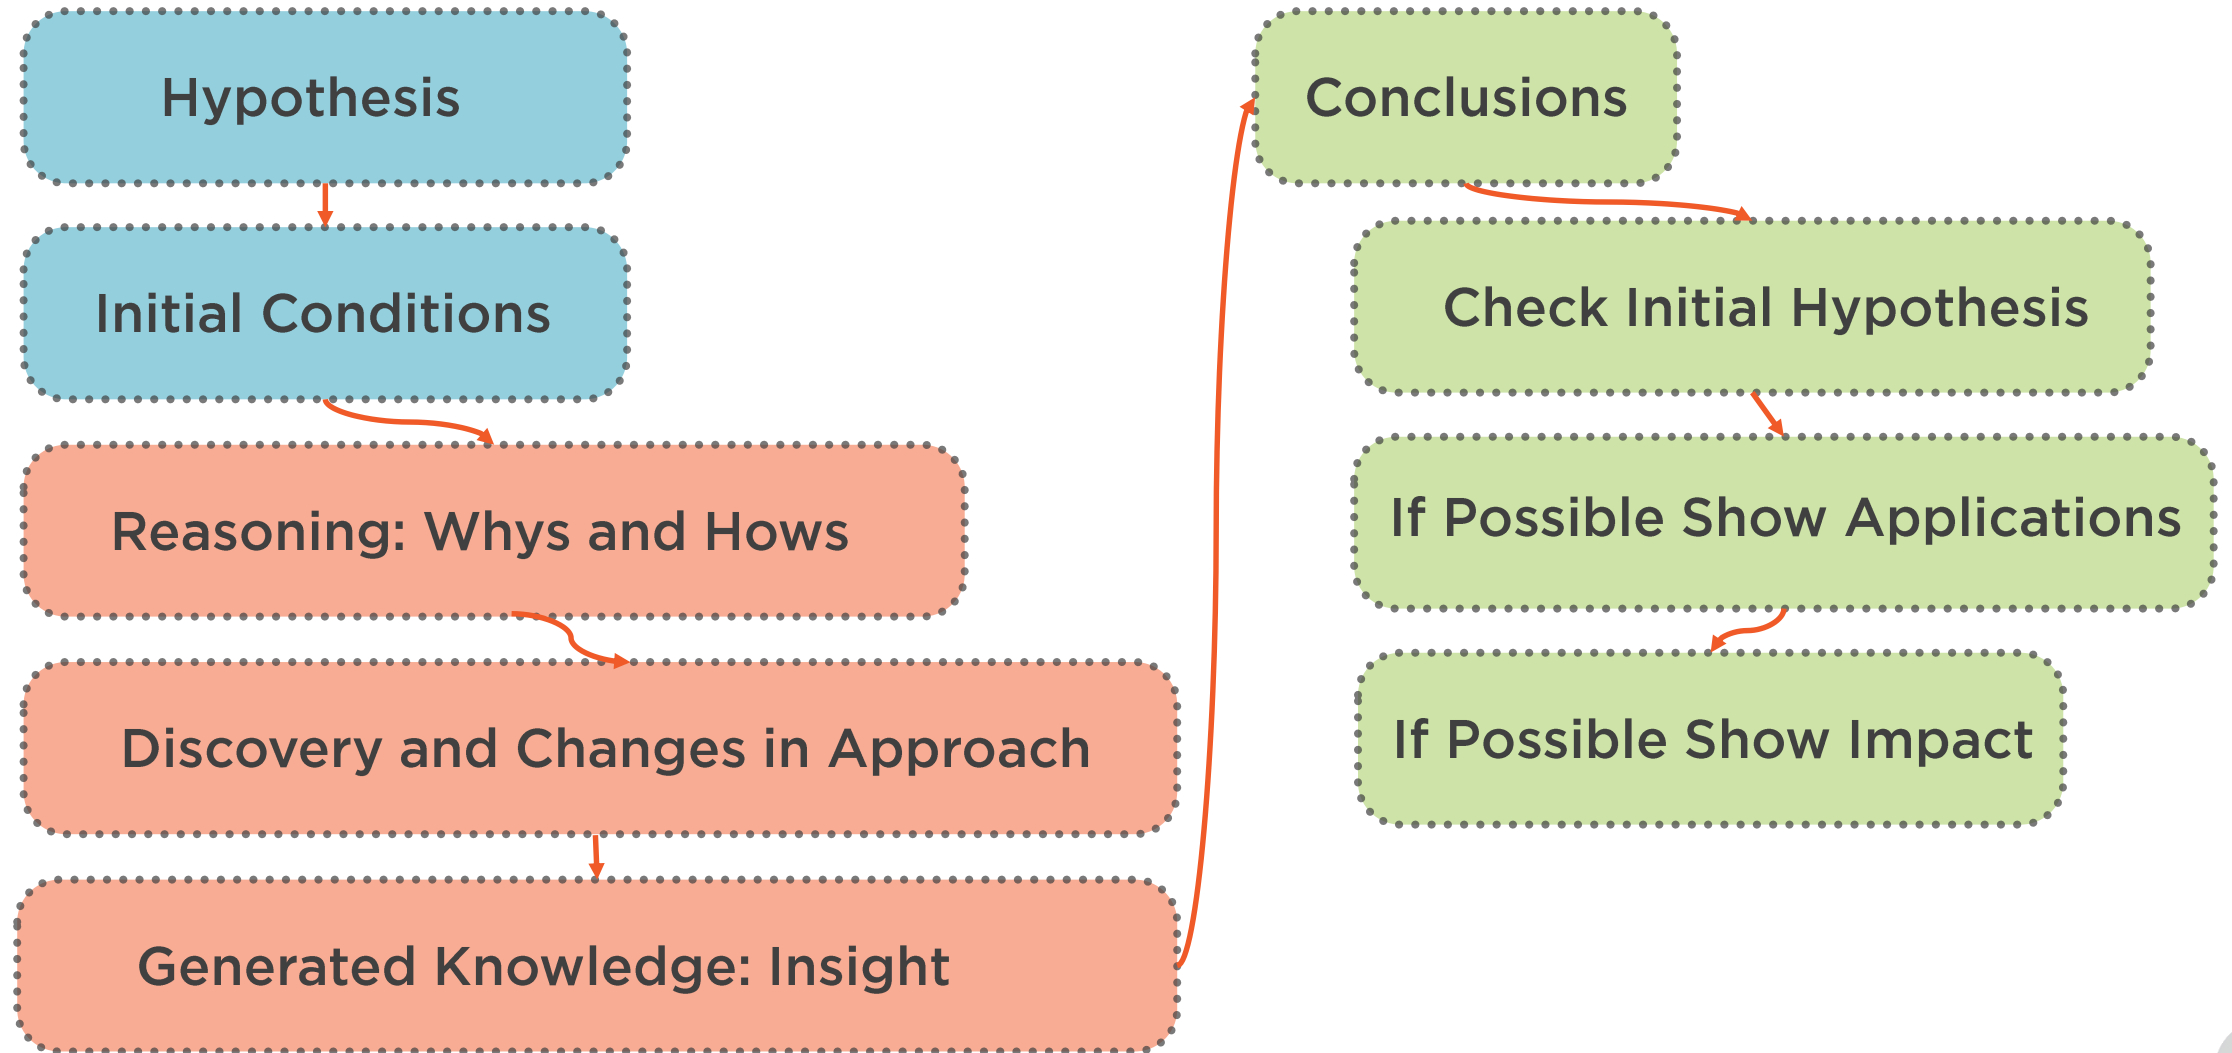 Hypothesis
Initial Conditions
Reasoning: Whys and Hows
Discovery and Changes in Approach
Generated Knowledge: Insight
Conclusions
Check Initial Hypothesis
If Possible Show Applications
If Possible Show Impact